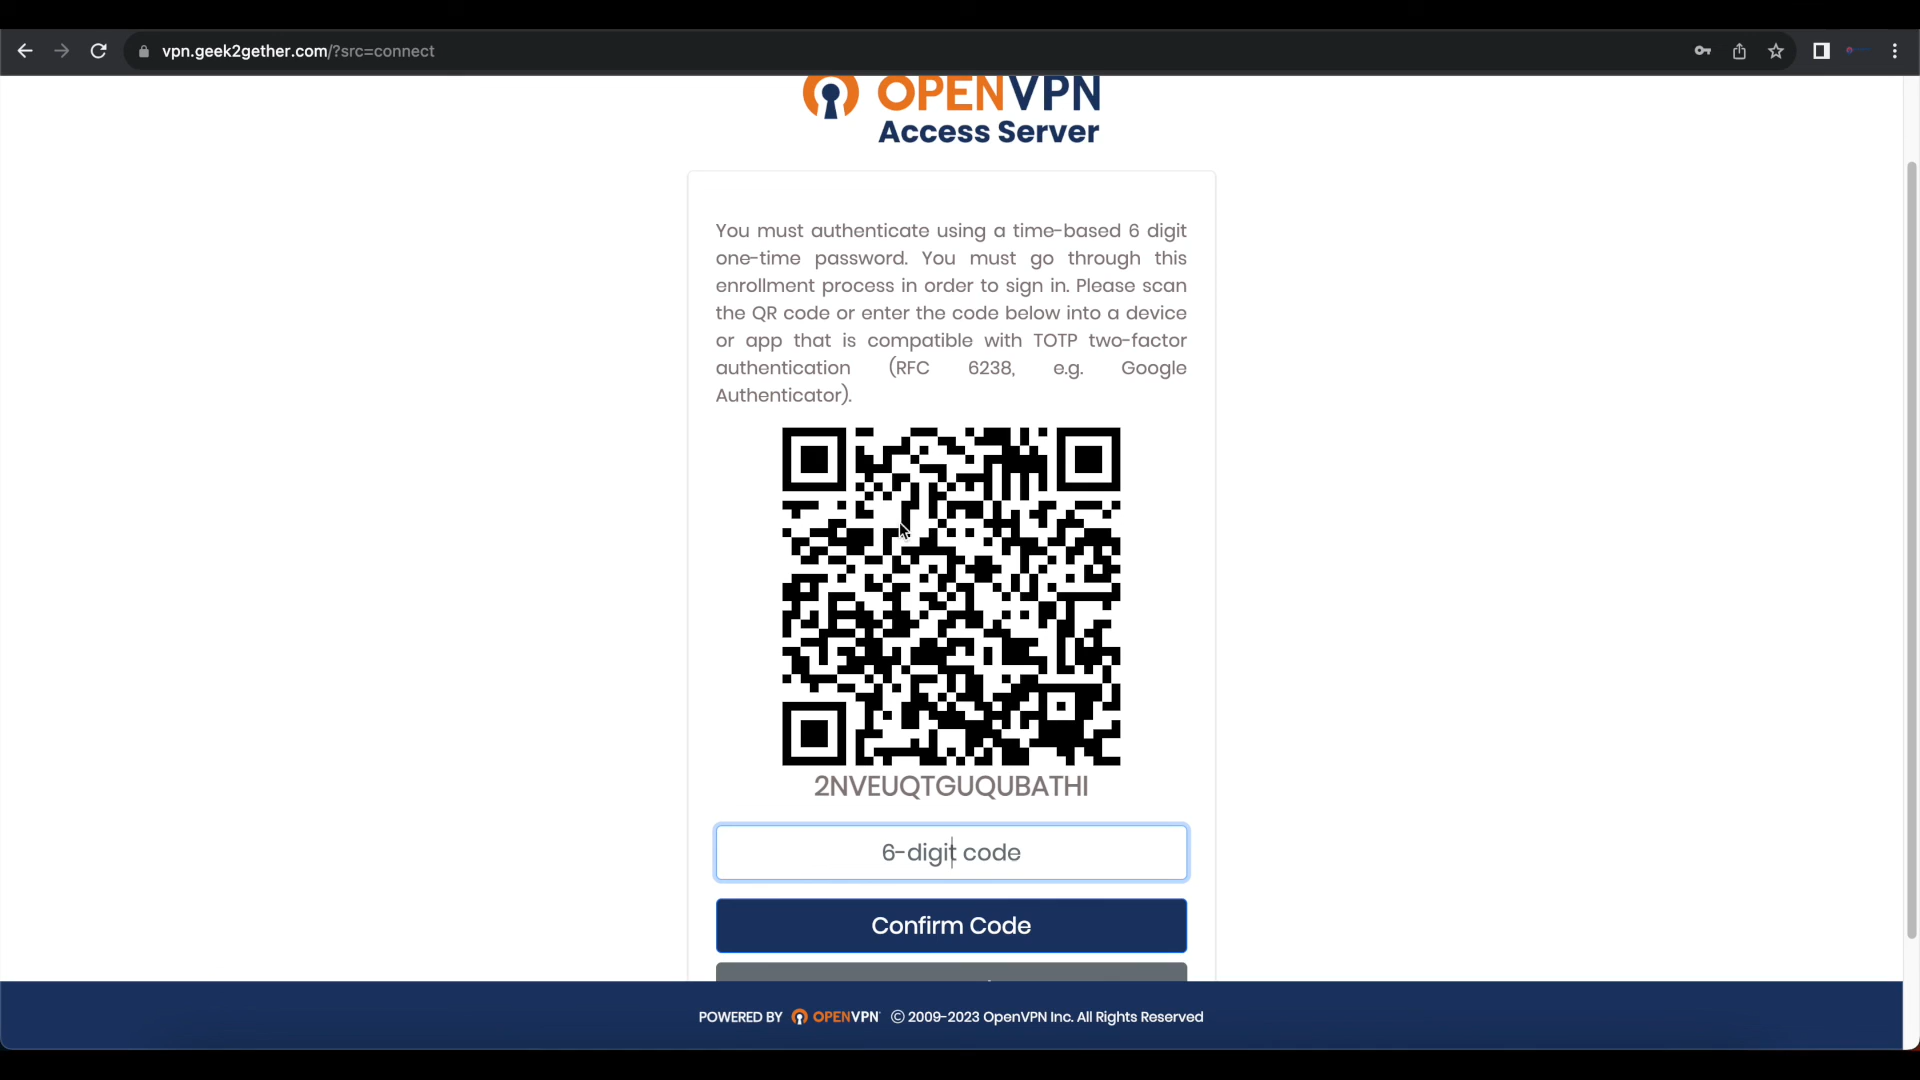 vpn.geek2gether.com/?src=connect
OPENVPN
Access Server
You must authenticate using a time-based 6 digit
one-time password. You must go through this
enrollment process in order to sign in. Please scan
the QR code or enter the code below into a device
or app that is compatible with TOTP two-factor
authentication (RFC 6238, e.g. Google
Authenticator).
2NVEUQTGUQUBATHI
6-digit code
Confirm Code
POWERED BY OPENVPN © 2009-2023 OpenVPN Inc. All Rights Reserved